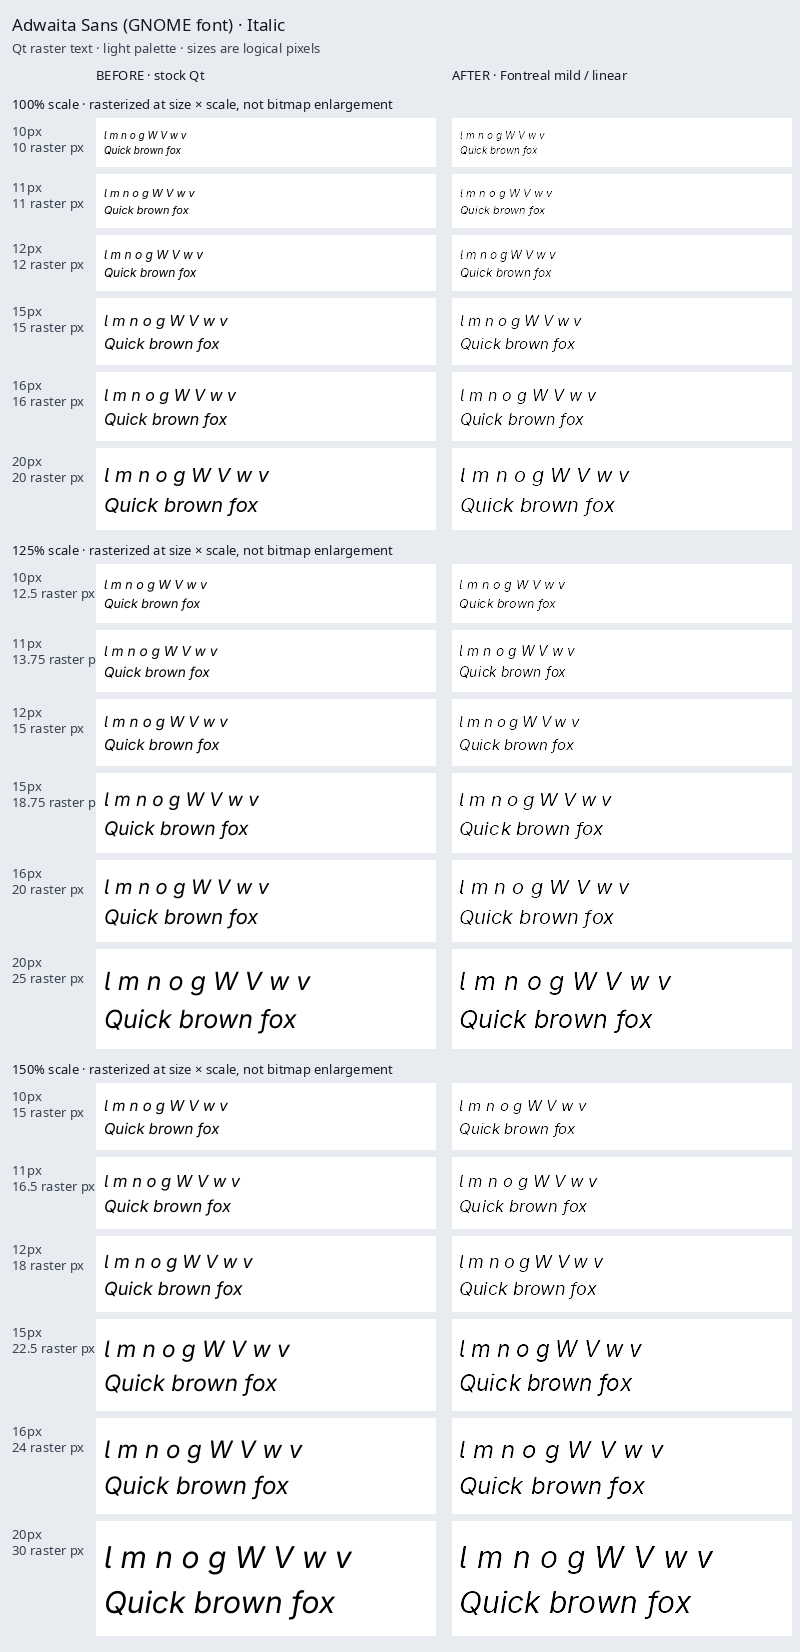 Adwaita Sans (GNOME font) · Italic
Qt raster text · light palette · sizes are logical pixels
BEFORE · stock Qt
AFTER · Fontreal mild / linear
100% scale · rasterized at size × scale, not bitmap enlargement
10px
10 raster px
l m n o g W V w v
Quick brown fox
l m n o g W V w v
Quick brown fox
11px
11 raster px
l m n o g W V w v
Quick brown fox
l m n o g W V w v
Quick brown fox
12px
12 raster px
l m n o g W V w v
Quick brown fox
l m n o g W V w v
Quick brown fox
15px
15 raster px
l m n o g W V w v
Quick brown fox
l m n o g W V w v
Quick brown fox
16px
16 raster px
l m n o g W V w v
Quick brown fox
l m n o g W V w v
Quick brown fox
20px
20 raster px
l m n o g W V w v
Quick brown fox
l m n o g W V w v
Quick brown fox
125% scale · rasterized at size × scale, not bitmap enlargement
10px
12.5 raster px
l m n o g W V w v
Quick brown fox
l m n o g W V w v
Quick brown fox
11px
13.75 raster p
l m n o g W V w v
Quick brown fox
l m n o g W V w v
Quick brown fox
12px
15 raster px
l m n o g W V w v
Quick brown fox
l m n o g W V w v
Quick brown fox
15px
18.75 raster p
l m n o g W V w v
Quick brown fox
l m n o g W V w v
Quick brown fox
16px
20 raster px
l m n o g W V w v
Quick brown fox
l m n o g W V w v
Quick brown fox
20px
25 raster px
l m n o g W V w v
Quick brown fox
l m n o g W V w v
Quick brown fox
150% scale · rasterized at size × scale, not bitmap enlargement
10px
15 raster px
l m n o g W V w v
Quick brown fox
l m n o g W V w v
Quick brown fox
11px
16.5 raster px
l m n o g W V w v
Quick brown fox
l m n o g W V w v
Quick brown fox
12px
18 raster px
l m n o g W V w v
Quick brown fox
l m n o g W V w v
Quick brown fox
15px
22.5 raster px
l m n o g W V w v
Quick brown fox
l m n o g W V w v
Quick brown fox
16px
24 raster px
l m n o g W V w v
Quick brown fox
l m n o g W V w v
Quick brown fox
20px
30 raster px
l m n o g W V w v
Quick brown fox
l m n o g W V w v
Quick brown fox